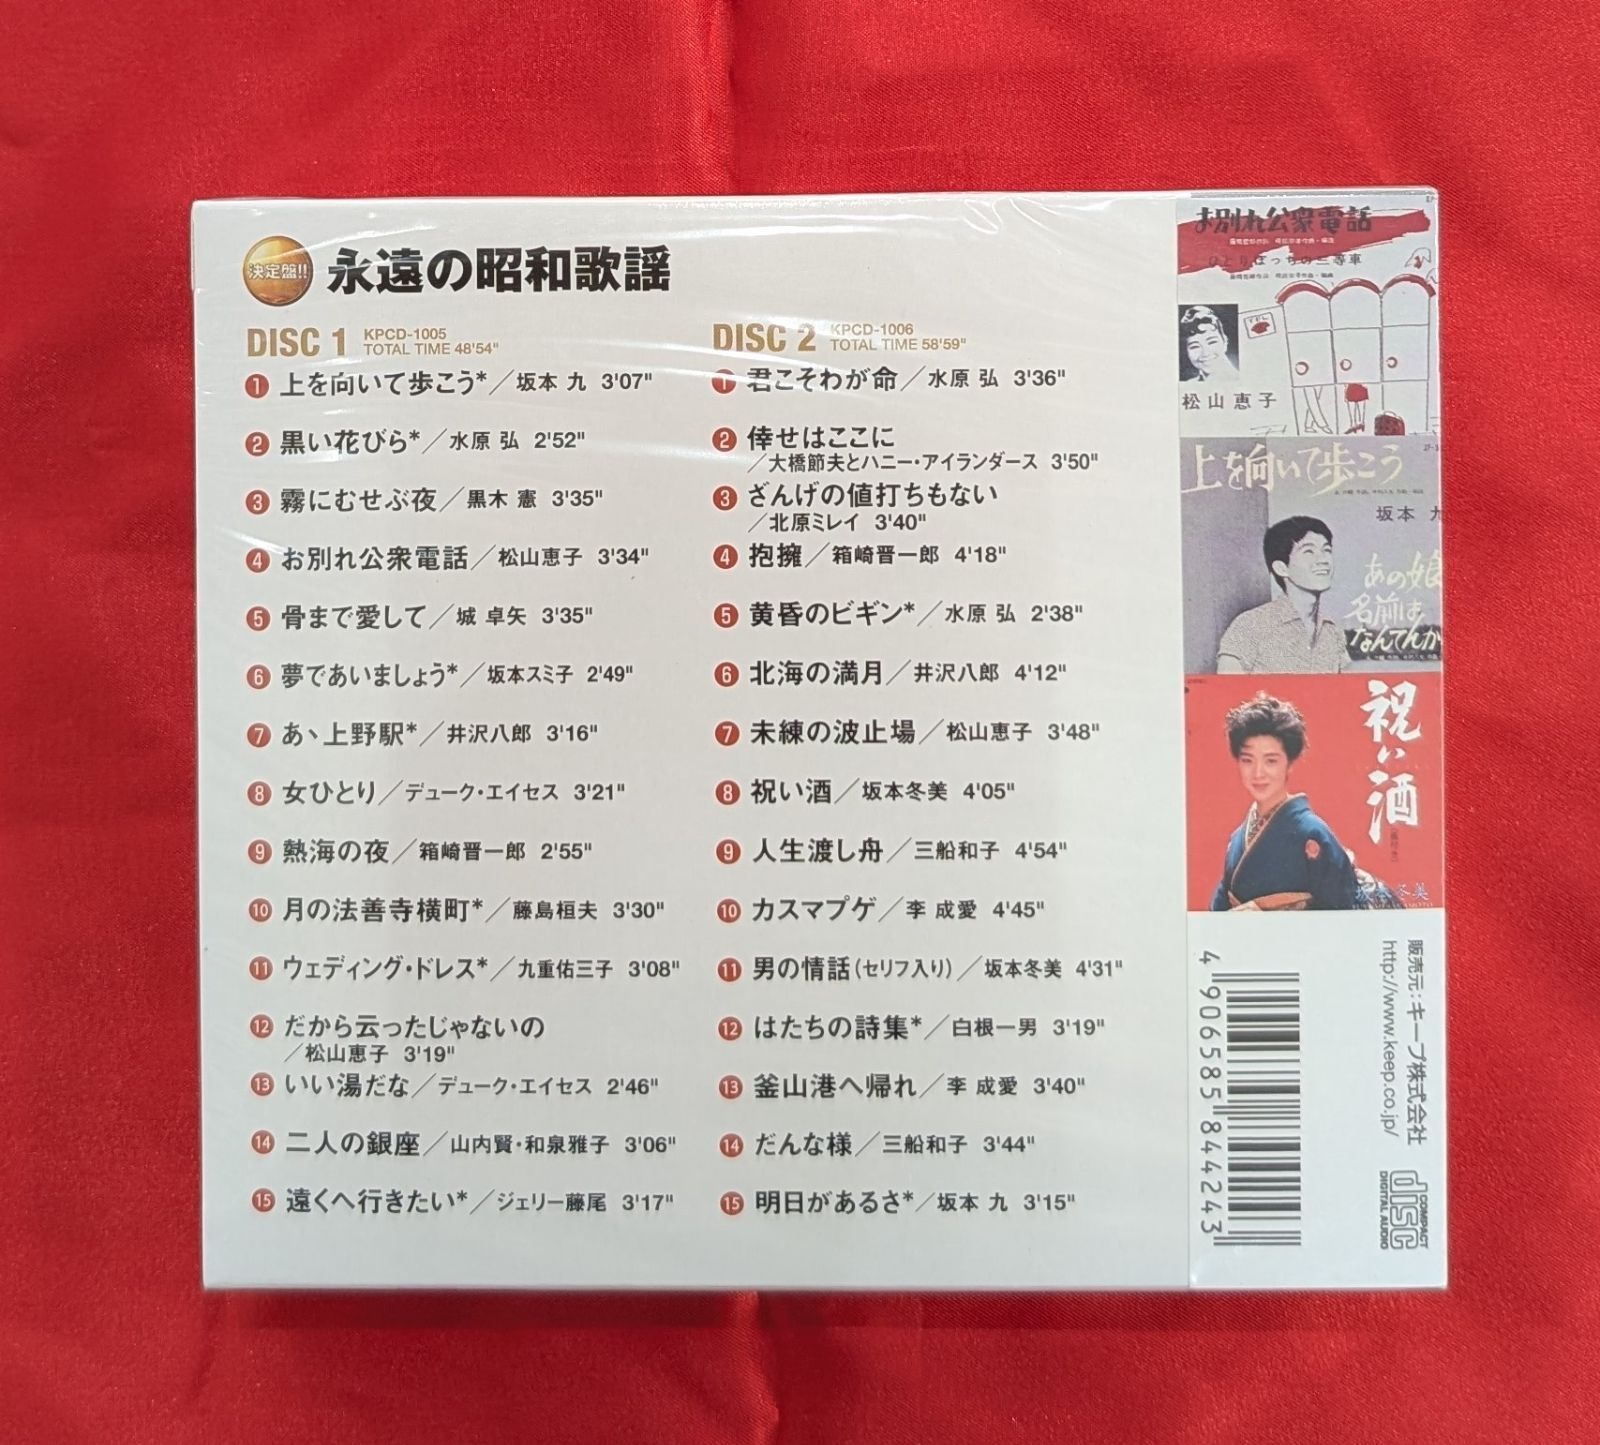 決定盤!!
永遠の昭和歌謡
DISC 1
KPCD-1005
TOTAL TIME 48'54"
① 上を向いて歩こう*／坂本 九 3'07"
② 黒い花びら*／水原 弘 2'52"
③ 霧にむせぶ夜／黒木 憲 3'35"
④ お別れ公衆電話／松山恵子 3'34"
⑤ 骨まで愛して／城 卓矢 3'35"
⑥ 夢であいましょう*／坂本スミ子 2'49"
⑦ あゝ上野駅*／井沢八郎 3'16"
⑧ 女ひとり／デューク・エイセス 3'21"
⑨ 熱海の夜／箱崎晋一郎 2'55"
⑩ 月の法善寺横町*／藤島桓夫 3'30"
⑪ ウェディング・ドレス*／九重佑三子 3'08"
⑫ だから云ったじゃないの
／松山恵子 3'19"
⑬ いい湯だな／デューク・エイセス 2'46"
⑭ 二人の銀座／山内賢・和泉雅子 3'06"
⑮ 遠くへ行きたい*／ジェリー藤尾 3'17"
DISC 2
KPCD-1006
TOTAL TIME 58'59"
① 君こそわが命／水原 弘 3'36"
② 倖せはここに
／大橋節夫とハニー・アイランダース 3'50"
③ ざんげの値打ちもない
／北原ミレイ 3'40"
④ 抱擁／箱崎晋一郎 4'18"
⑤ 黄昏のビギン*／水原 弘 2'38"
⑥ 北海の満月／井沢八郎 4'12"
⑦ 未練の波止場／松山恵子 3'48"
⑧ 祝い酒／坂本冬美 4'05"
⑨ 人生渡し舟／三船和子 4'54"
⑩ カスマプゲ／李 成愛 4'45"
⑪ 男の情話（セリフ入り）／坂本冬美 4'31"
⑫ はたちの詩集*／白根一男 3'19"
⑬ 釜山港へ帰れ／李 成愛 3'40"
⑭ だんな様／三船和子 3'44"
⑮ 明日があるさ*／坂本 九 3'15"
お別れ公衆電話
ひとりぼっちの三等車
TEL
松山恵子
上を向いて歩こう
坂本 九
あの娘
名前は
なんてんか
祝い酒
坂本冬美
販売元：キープ株式会社
http://www.keep.co.jp/
4906585844243
COMPACT
disc
DIGITAL AUDIO